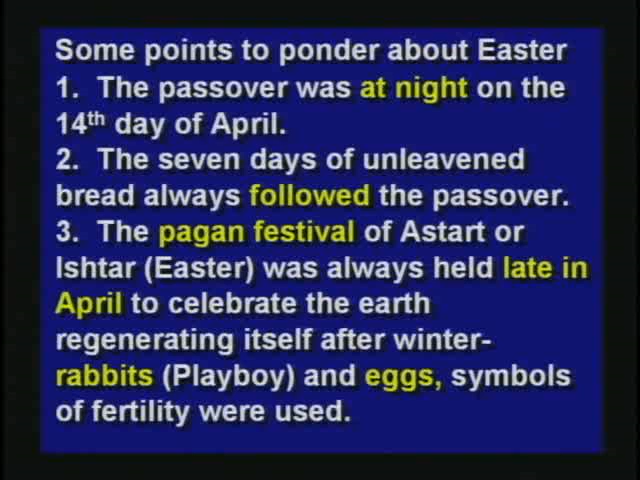 Some points to ponder about Easter
1. The passover was at night on the
14th day of April.
2. The seven days of unleavened
bread always followed the passover.
3. The pagan festival of Astart or
Ishtar (Easter) was always held late in
April to celebrate the earth
regenerating itself after winter-
rabbits (Playboy) and eggs, symbols
of fertility were used.